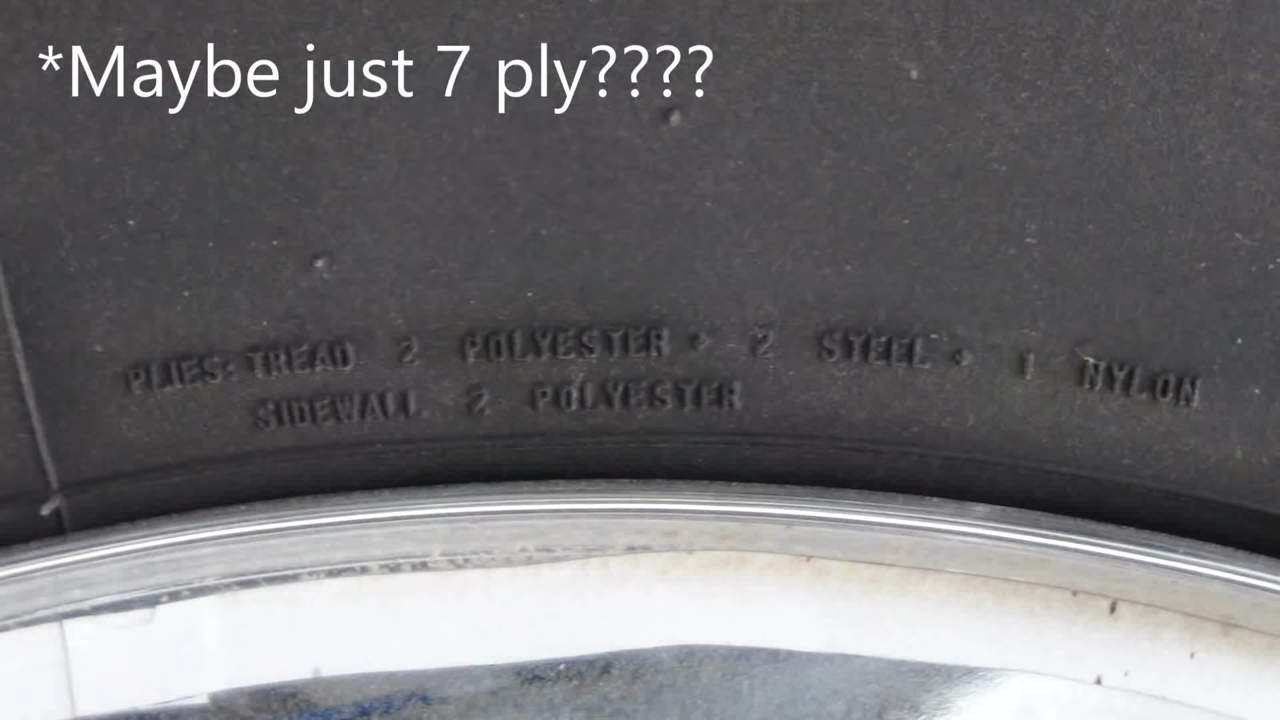 *Maybe just 7 ply????
PLIES: TREAD 2 POLYESTER + 2 STEEL + 1 NYLON
SIDEWALL 2 POLYESTER